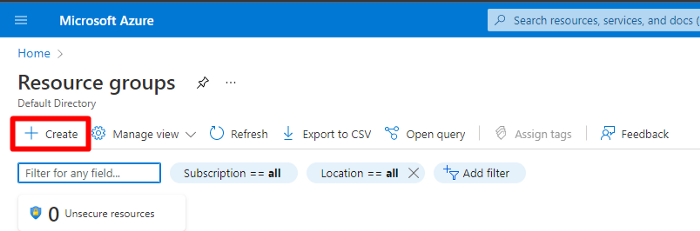 Microsoft Azure
Search resources, services, and docs (
Home >
Resource groups
...
Default Directory
+ Create
Manage view
Refresh
Export to CSV
Open query
Assign tags
Feedback
Filter for any field...
Subscription == all
Location == all
Add filter
0 Unsecure resources